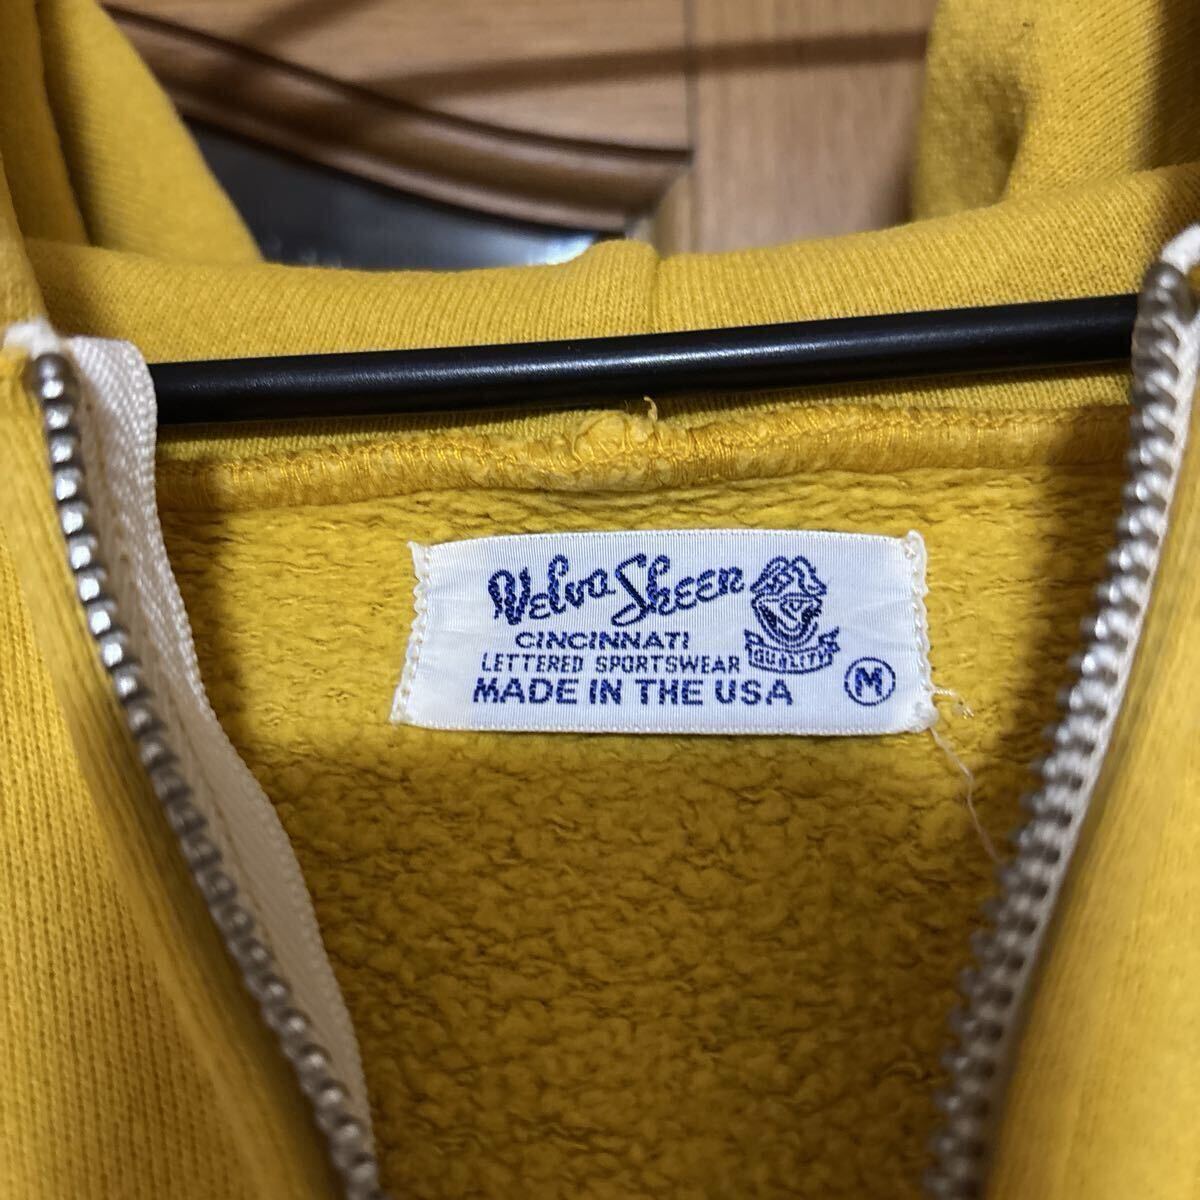 Velva Sheen
CINCINNATI
LETTERED SPORTSWEAR
QUALITY
MADE IN THE USA
M